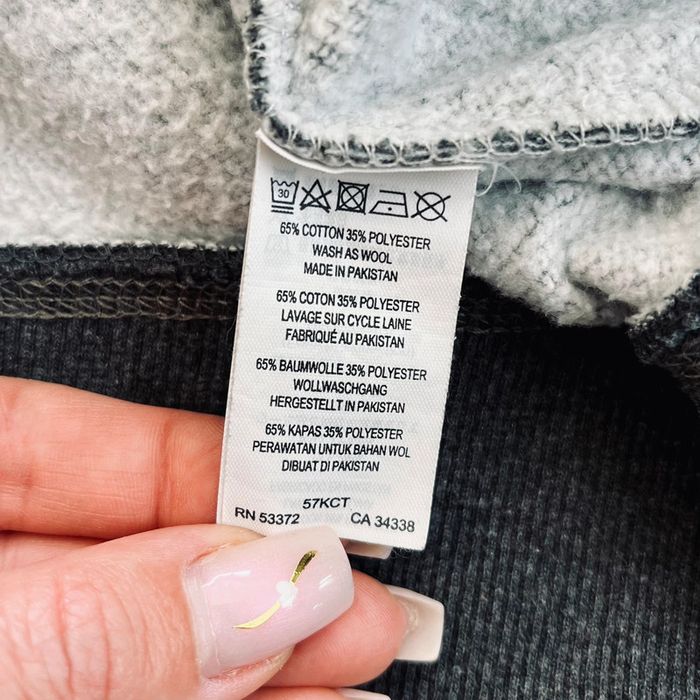 30
65% COTTON 35% POLYESTER
WASH AS WOOL
MADE IN PAKISTAN
65% COTON 35% POLYESTER
LAVAGE SUR CYCLE LAINE
FABRIQUÉ AU PAKISTAN
65% BAUMWOLLE 35% POLYESTER
WOLLWASCHGANG
HERGESTELLT IN PAKISTAN
65% KAPAS 35% POLYESTER
PERAWATAN UNTUK BAHAN WOL
DIBUAT DI PAKISTAN
57KCT
RN 53372 CA 34338